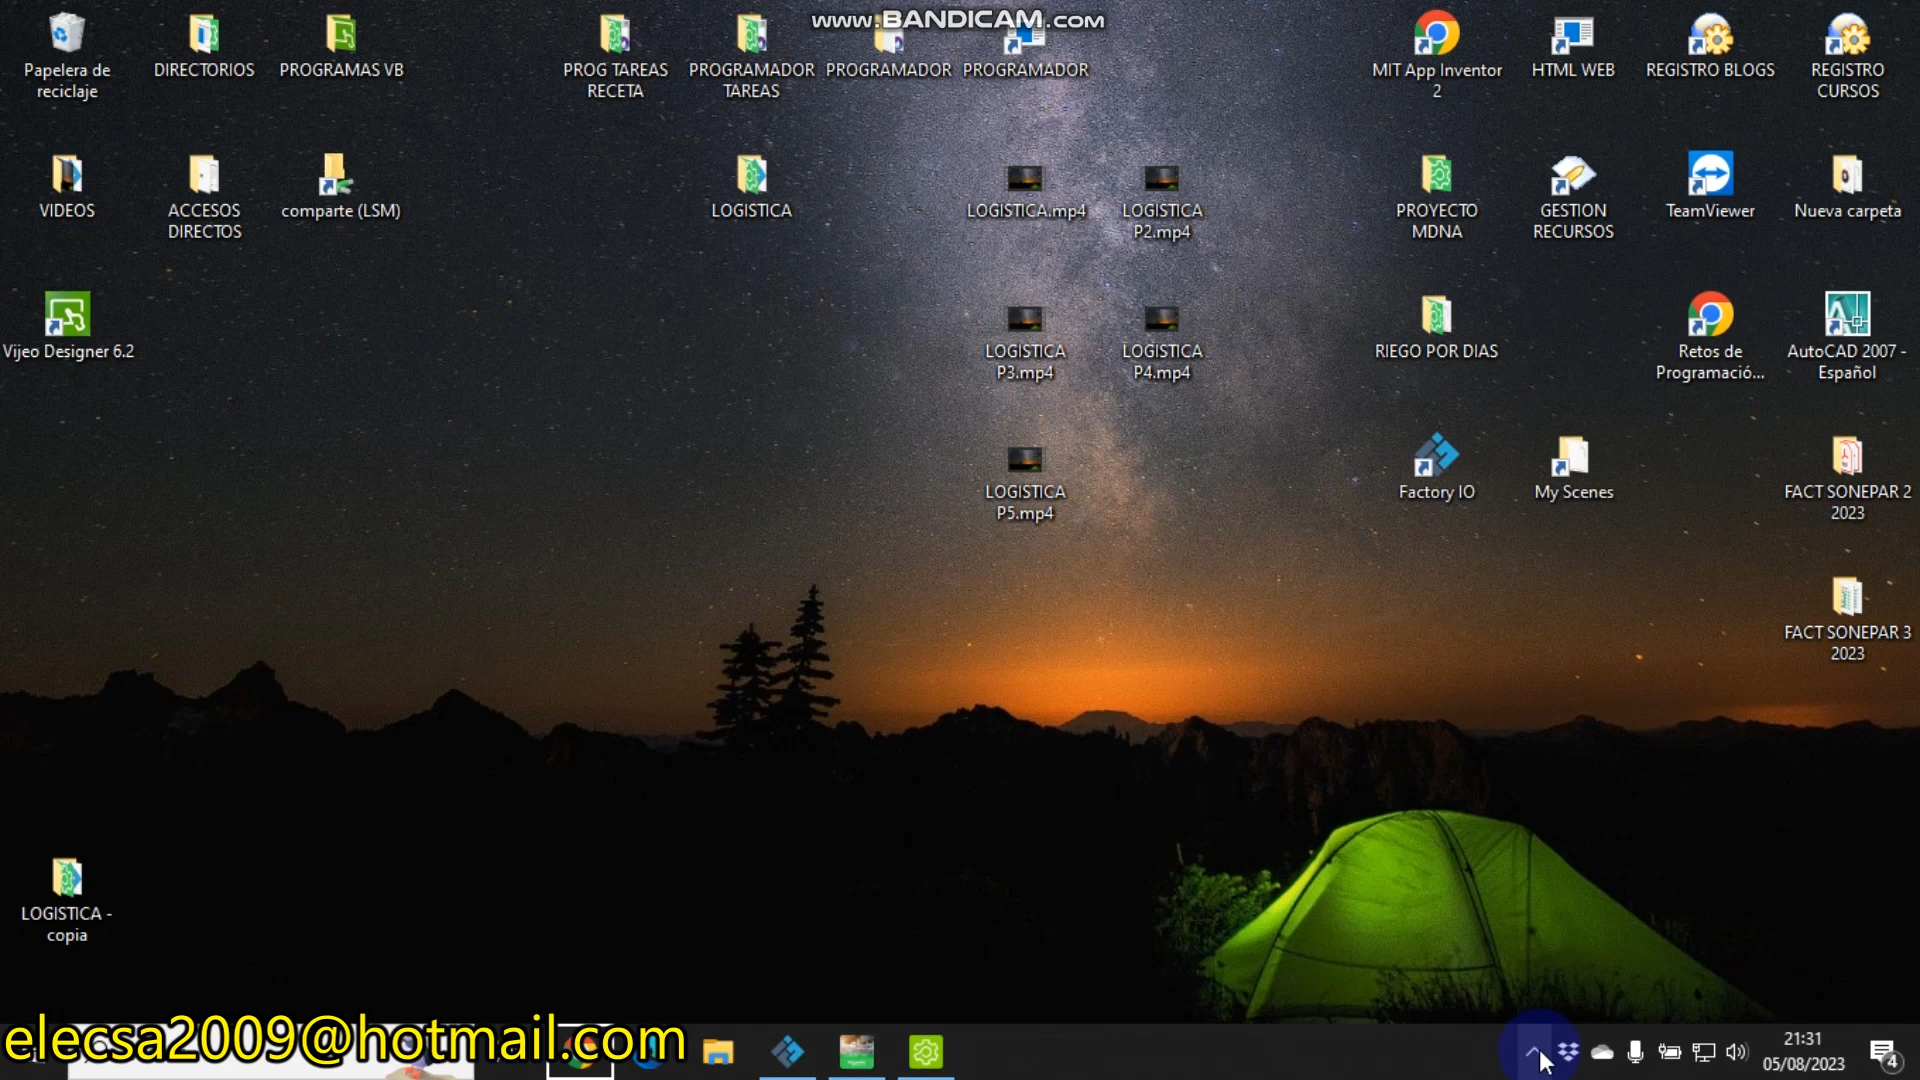 www.BANDICAM.com
Papelera de
reciclaje
DIRECTORIOS
PROGRAMAS VB
PROG TAREAS
RECETA
PROGRAMADOR
TAREAS
PROGRAMADOR
PROGRAMADOR
MIT App Inventor
2
HTML WEB
REGISTRO BLOGS
REGISTRO
CURSOS
VIDEOS
ACCESOS
DIRECTOS
comparte (LSM)
LOGISTICA
LOGISTICA.mp4
LOGISTICA
P2.mp4
PROYECTO
MDNA
GESTION
RECURSOS
TeamViewer
Nueva carpeta
Vijeo Designer 6.2
LOGISTICA
P3.mp4
LOGISTICA
P4.mp4
RIEGO POR DIAS
Retos de
Programació...
AutoCAD 2007 -
Español
LOGISTICA
P5.mp4
Factory IO
My Scenes
FACT SONEPAR 2
2023
FACT SONEPAR 3
2023
LOGISTICA -
copia
elecsa2009@hotmail.com
21:31
05/08/2023
4